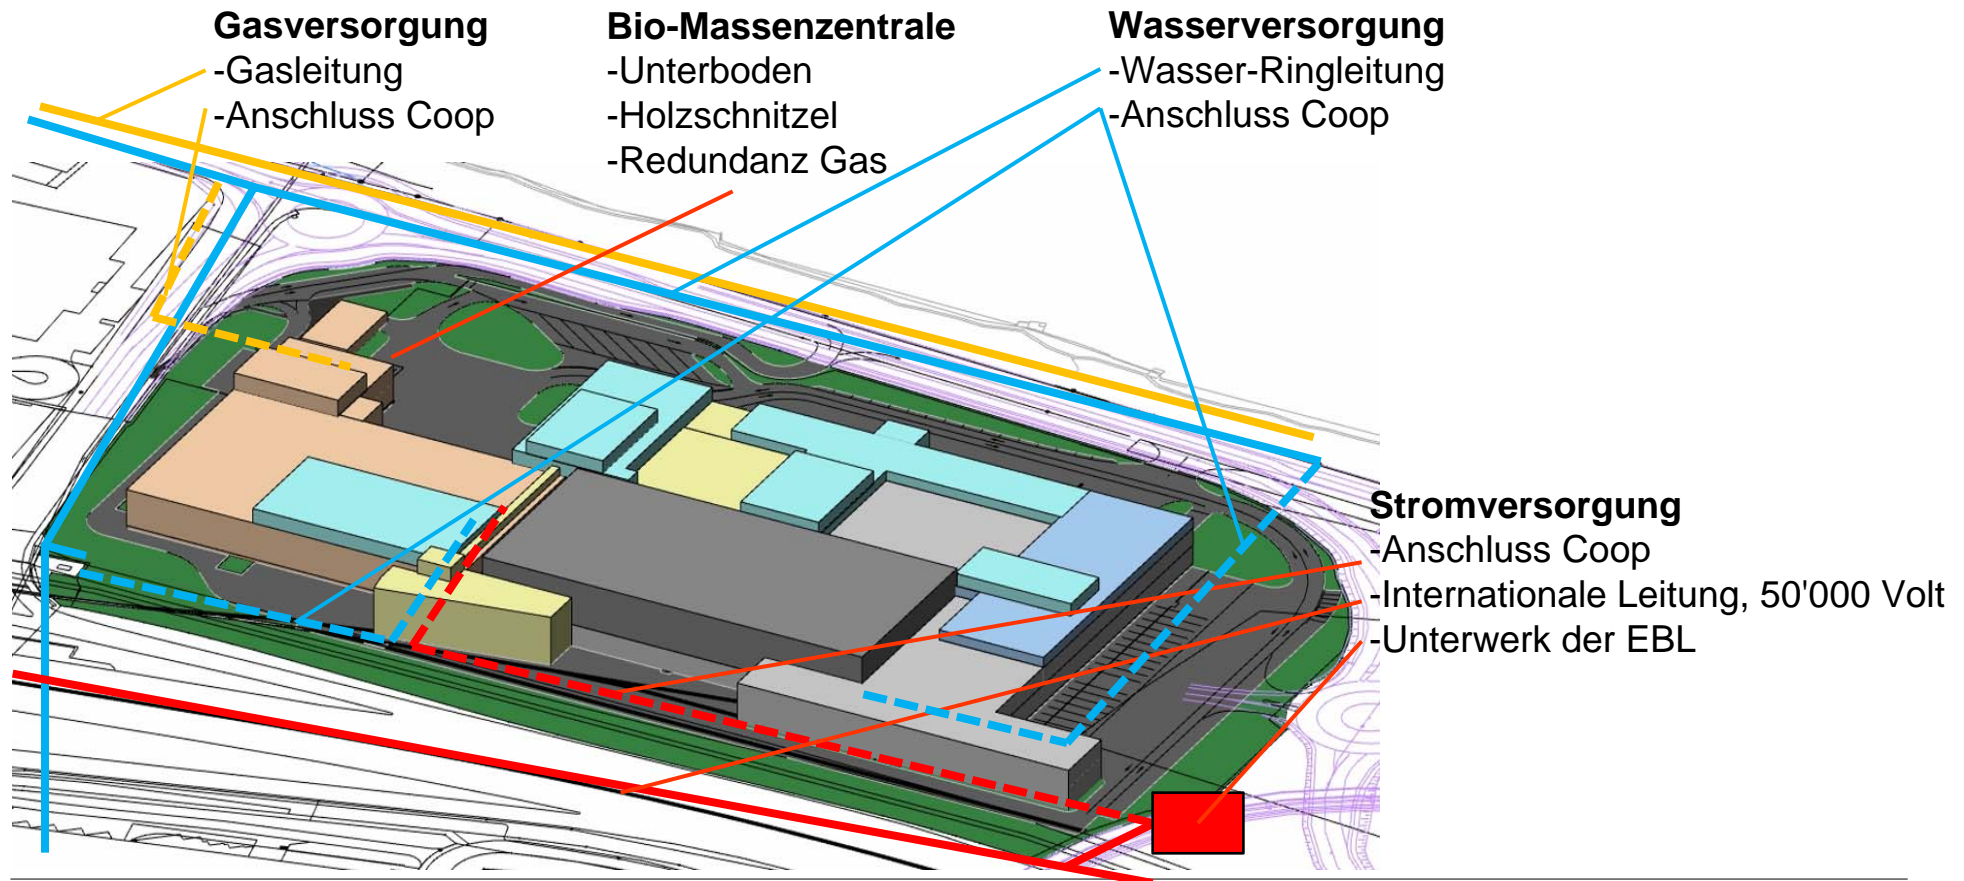 Gasversorgung
-Gasleitung
-Anschluss Coop
Bio-Massenzentrale
-Unterboden
-Holzschnitzel
-Redundanz Gas
Wasserversorgung
-Wasser-Ringleitung
-Anschluss Coop
Stromversorgung
-Anschluss Coop
-Internationale Leitung, 50'000 Volt
-Unterwerk der EBL